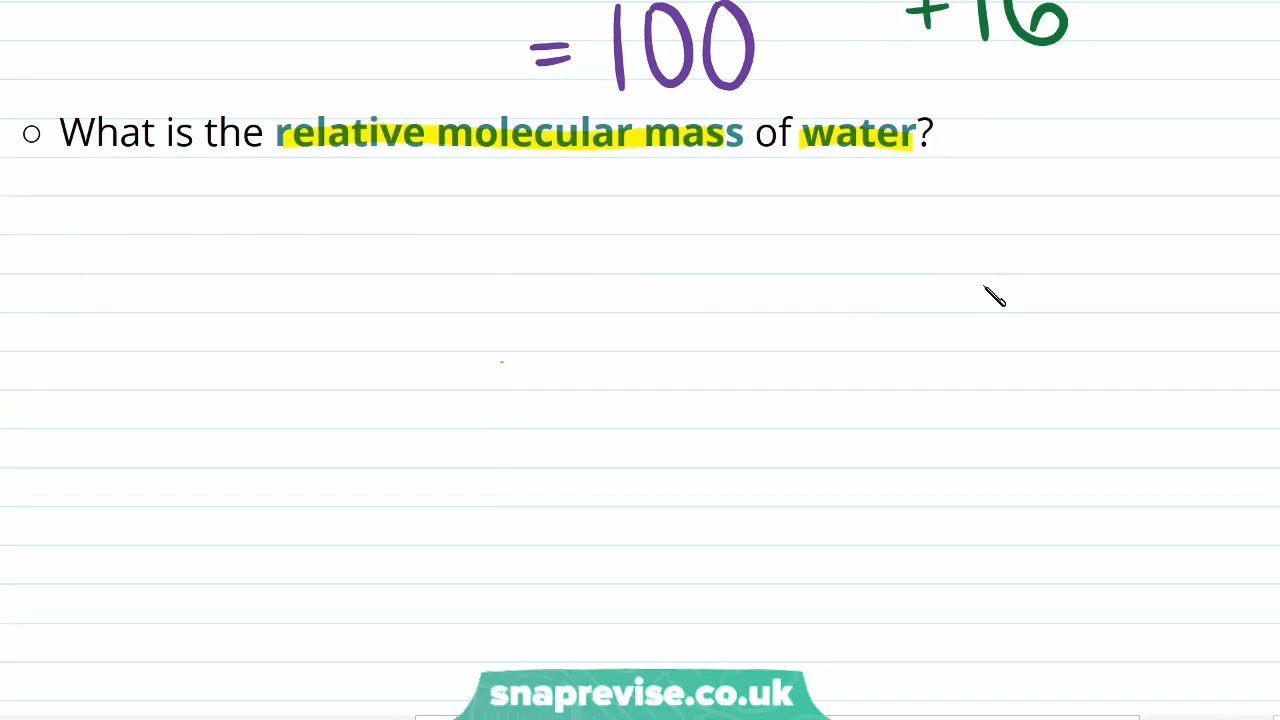 +16
= 100
○ What is the relative molecular mass of water?
snaprevise.co.uk